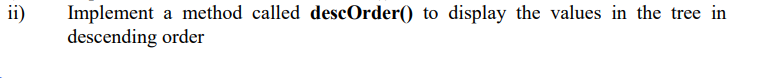 ii) Implement a method called descOrder() to display the values in the tree in
descending order